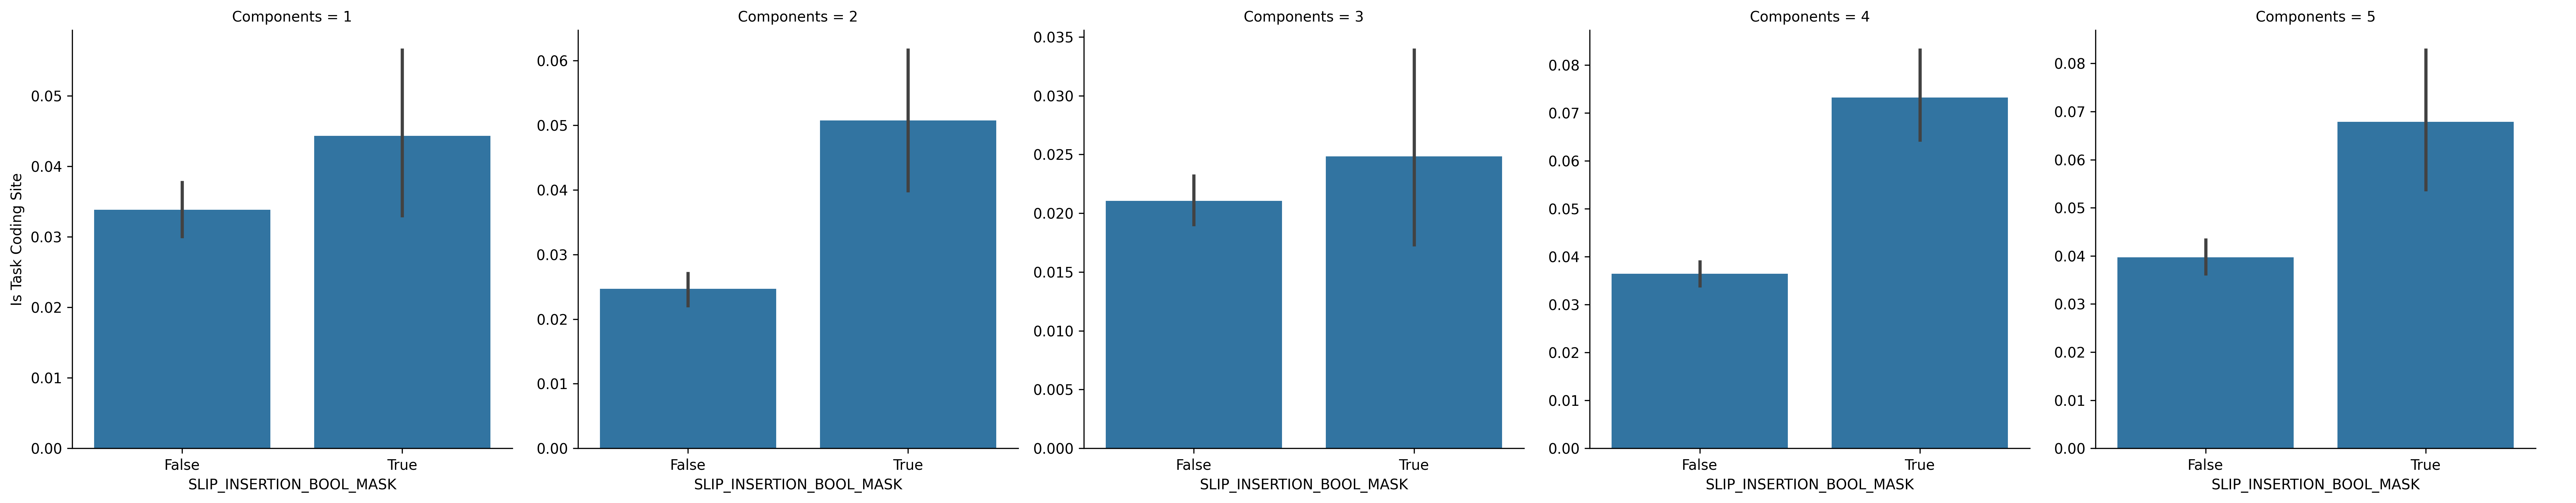 Components = 1
Components = 2
Components = 3
Components = 4
Components = 5
Is Task Coding Site
0.05
0.04
0.03
0.02
0.01
0.00
False
True
SLIP_INSERTION_BOOL_MASK
0.06
0.05
0.04
0.03
0.02
0.01
0.00
False
True
SLIP_INSERTION_BOOL_MASK
0.035
0.030
0.025
0.020
0.015
0.010
0.005
0.000
False
True
SLIP_INSERTION_BOOL_MASK
0.08
0.07
0.06
0.05
0.04
0.03
0.02
0.01
0.00
False
True
SLIP_INSERTION_BOOL_MASK
0.08
0.07
0.06
0.05
0.04
0.03
0.02
0.01
0.00
False
True
SLIP_INSERTION_BOOL_MASK